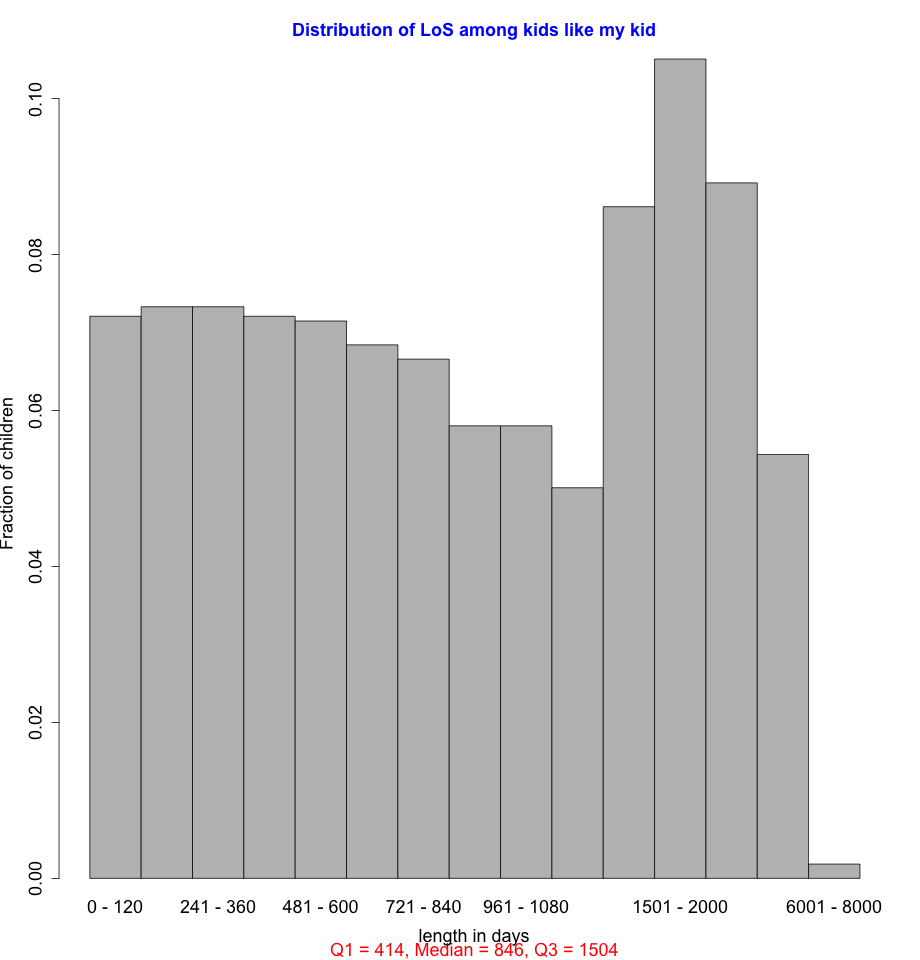 Distribution of LoS among kids like my kid
Fraction of children
0.10
0.08
0.06
0.04
0.02
0.00
0 - 120 241 - 360 481 - 600 721 - 840 961 - 1080 1501 - 2000 6001 - 8000
length in days
Q1 = 414, Median = 846, Q3 = 1504